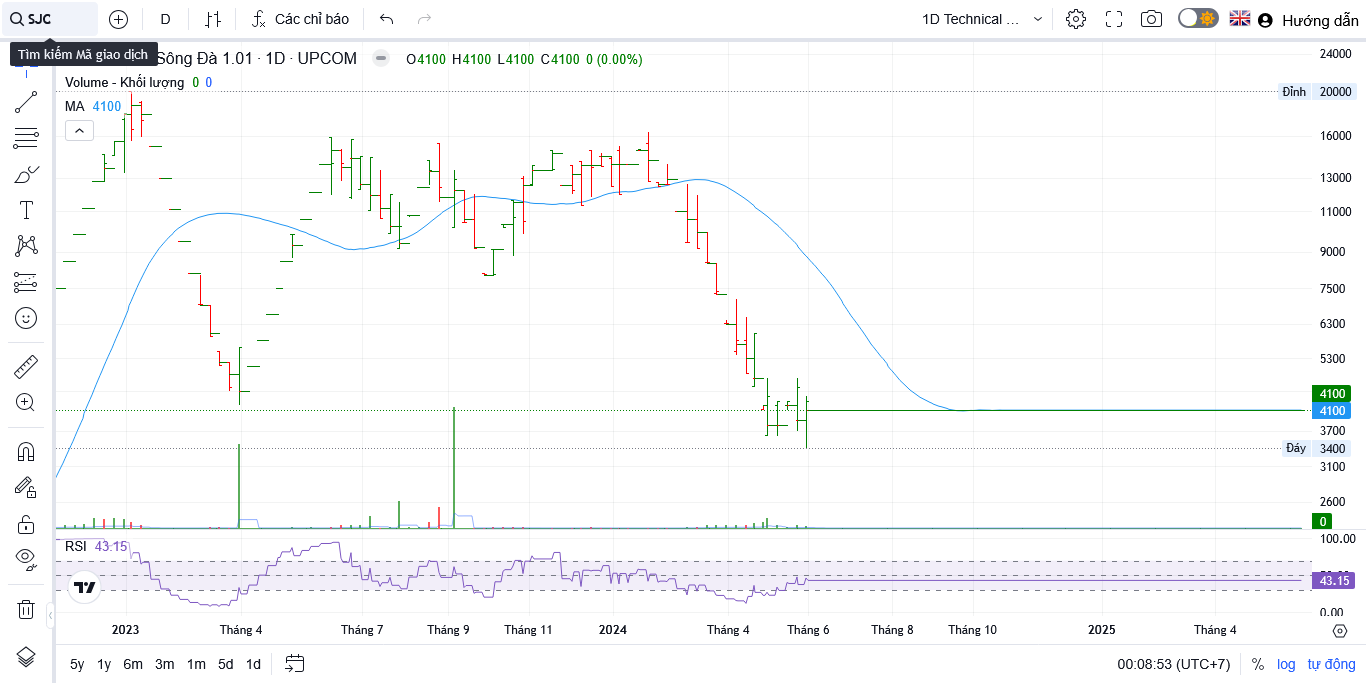 SJC
D
Các chỉ báo
1D Technical ...
Hướng dẫn
Tìm kiếm Mã giao dịch
Sông Đà 1.01 · 1D · UPCOM
O4100 H4100 L4100 C4100 0 (0.00%)
Volume - Khối lượng 0 0
MA 4100
24000
Đỉnh 20000
16000
13000
11000
9000
7500
6300
5300
4100
4100
3700
Đáy 3400
3100
2600
0
RSI 43.15
100.00
43.15
0.00
2023 Tháng 4 Tháng 7 Tháng 9 Tháng 11 2024 Tháng 4 Tháng 6 Tháng 8 Tháng 10 2025 Tháng 4
5y 1y 6m 3m 1m 5d 1d
00:08:53 (UTC+7) % log tự động